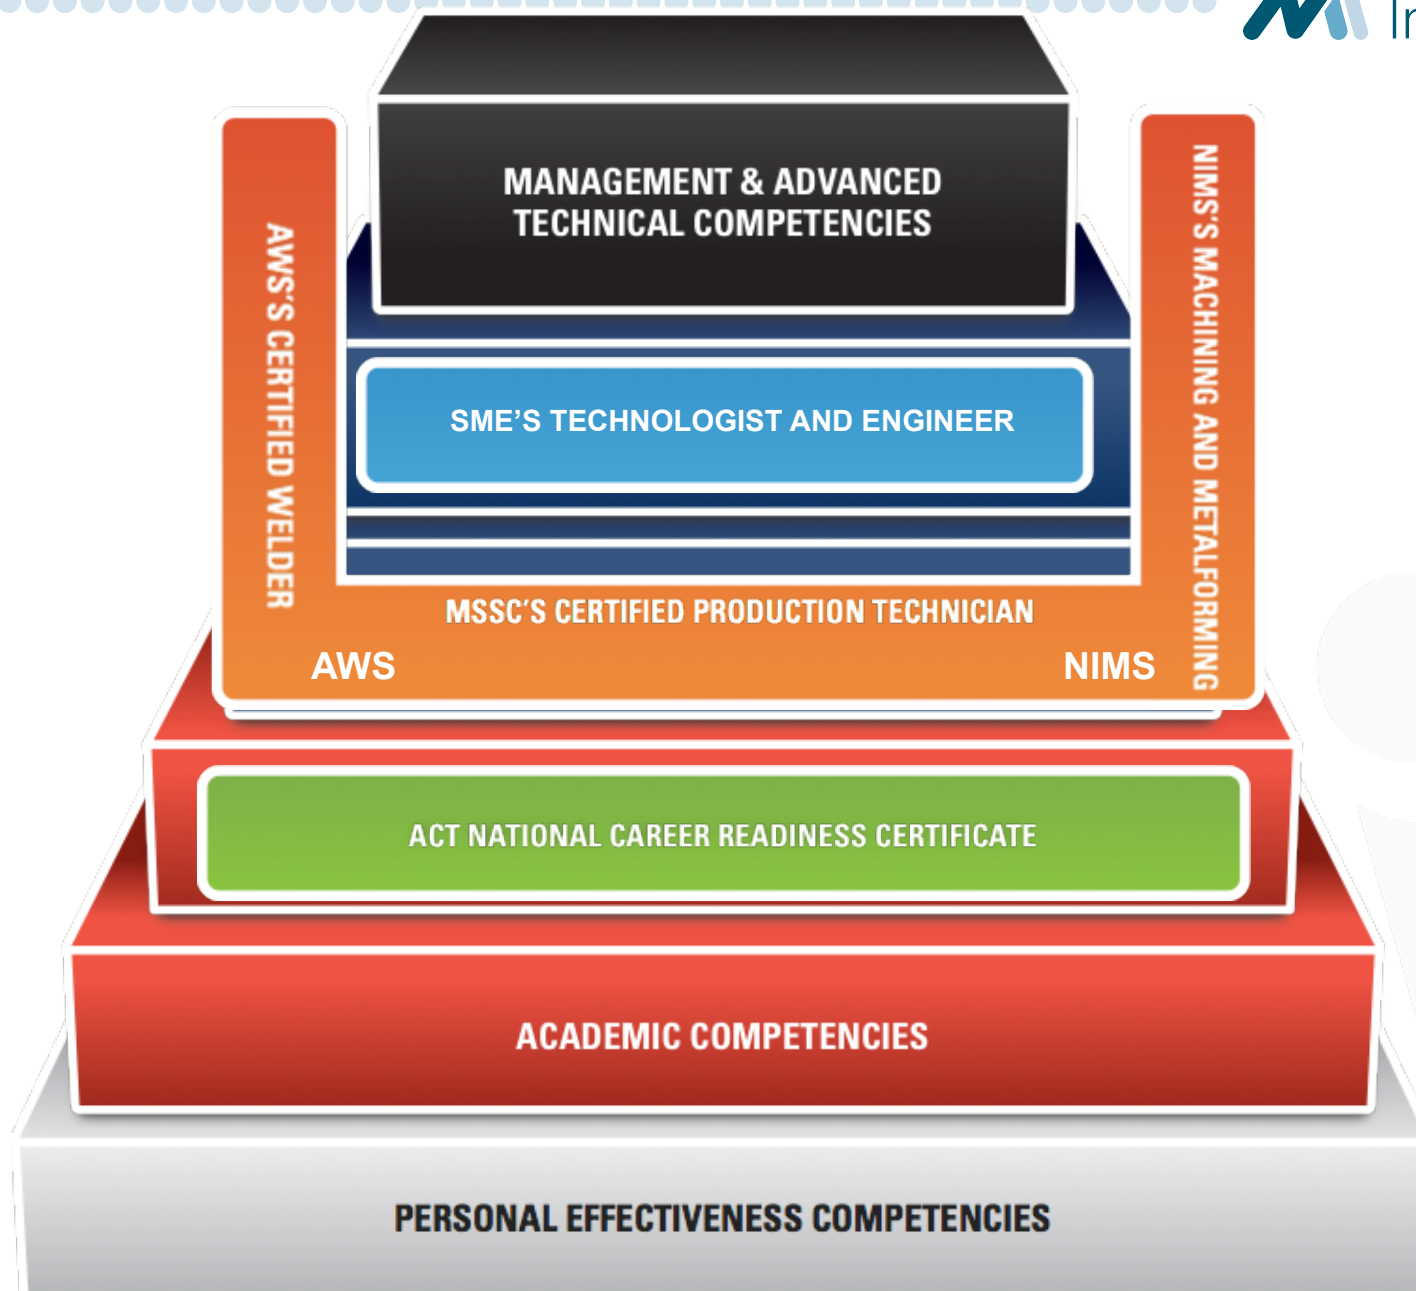 MANAGEMENT & ADVANCED
TECHNICAL COMPETENCIES
AWS'S CERTIFIED WELDER
NIMS'S MACHINING AND METALFORMING
SME'S TECHNOLOGIST AND ENGINEER
MSSC'S CERTIFIED PRODUCTION TECHNICIAN
AWS
NIMS
ACT NATIONAL CAREER READINESS CERTIFICATE
ACADEMIC COMPETENCIES
PERSONAL EFFECTIVENESS COMPETENCIES